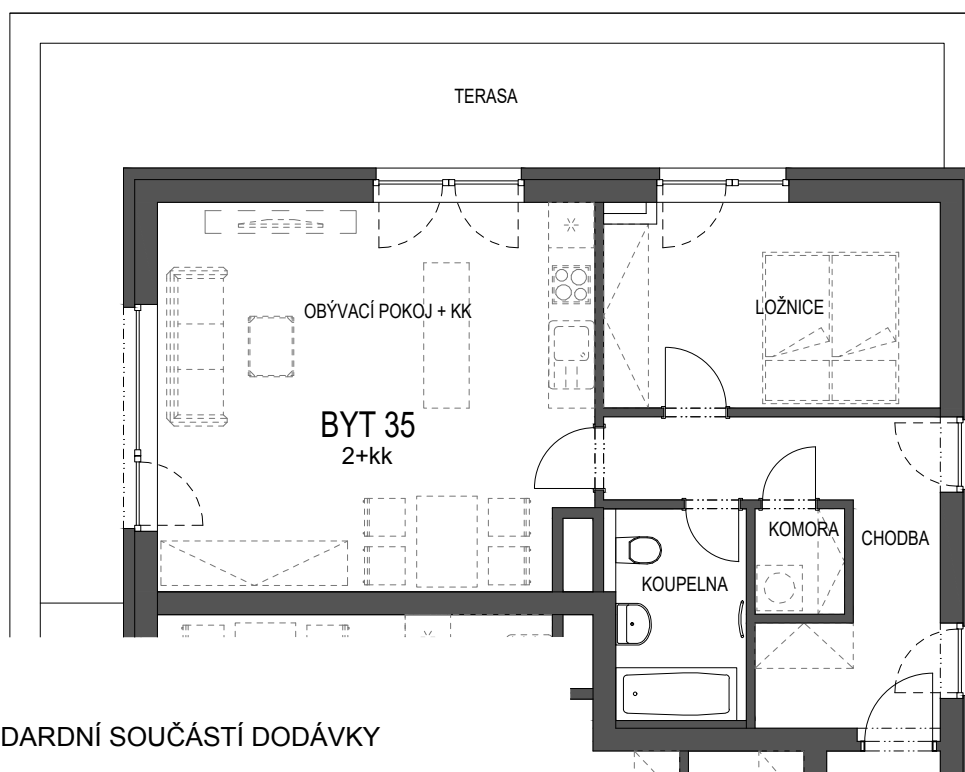 TERASA
OBÝVACÍ POKOJ + KK
LOŽNICE
BYT 35
2+kk
KOMORA
CHODBA
KOUPELNA
DARDNÍ SOUČÁSTÍ DODÁVKY